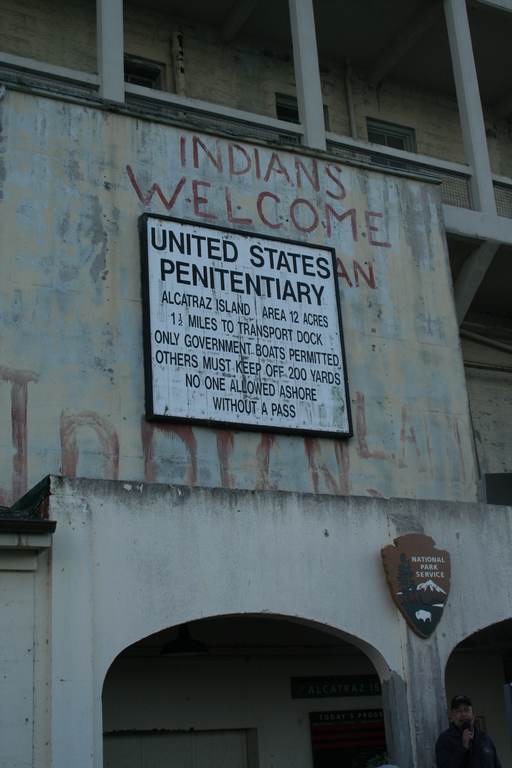 INDIANS
WELCOME
UNITED STATES
PENITENTIARY
ALCATRAZ ISLAND AREA 12 ACRES
1½ MILES TO TRANSPORT DOCK
ONLY GOVERNMENT BOATS PERMITTED
OTHERS MUST KEEP OFF 200 YARDS
NO ONE ALLOWED ASHORE
WITHOUT A PASS
AN
NATIONAL
PARK
SERVICE
ALCATRAZ IS
TODAY'S PROGR